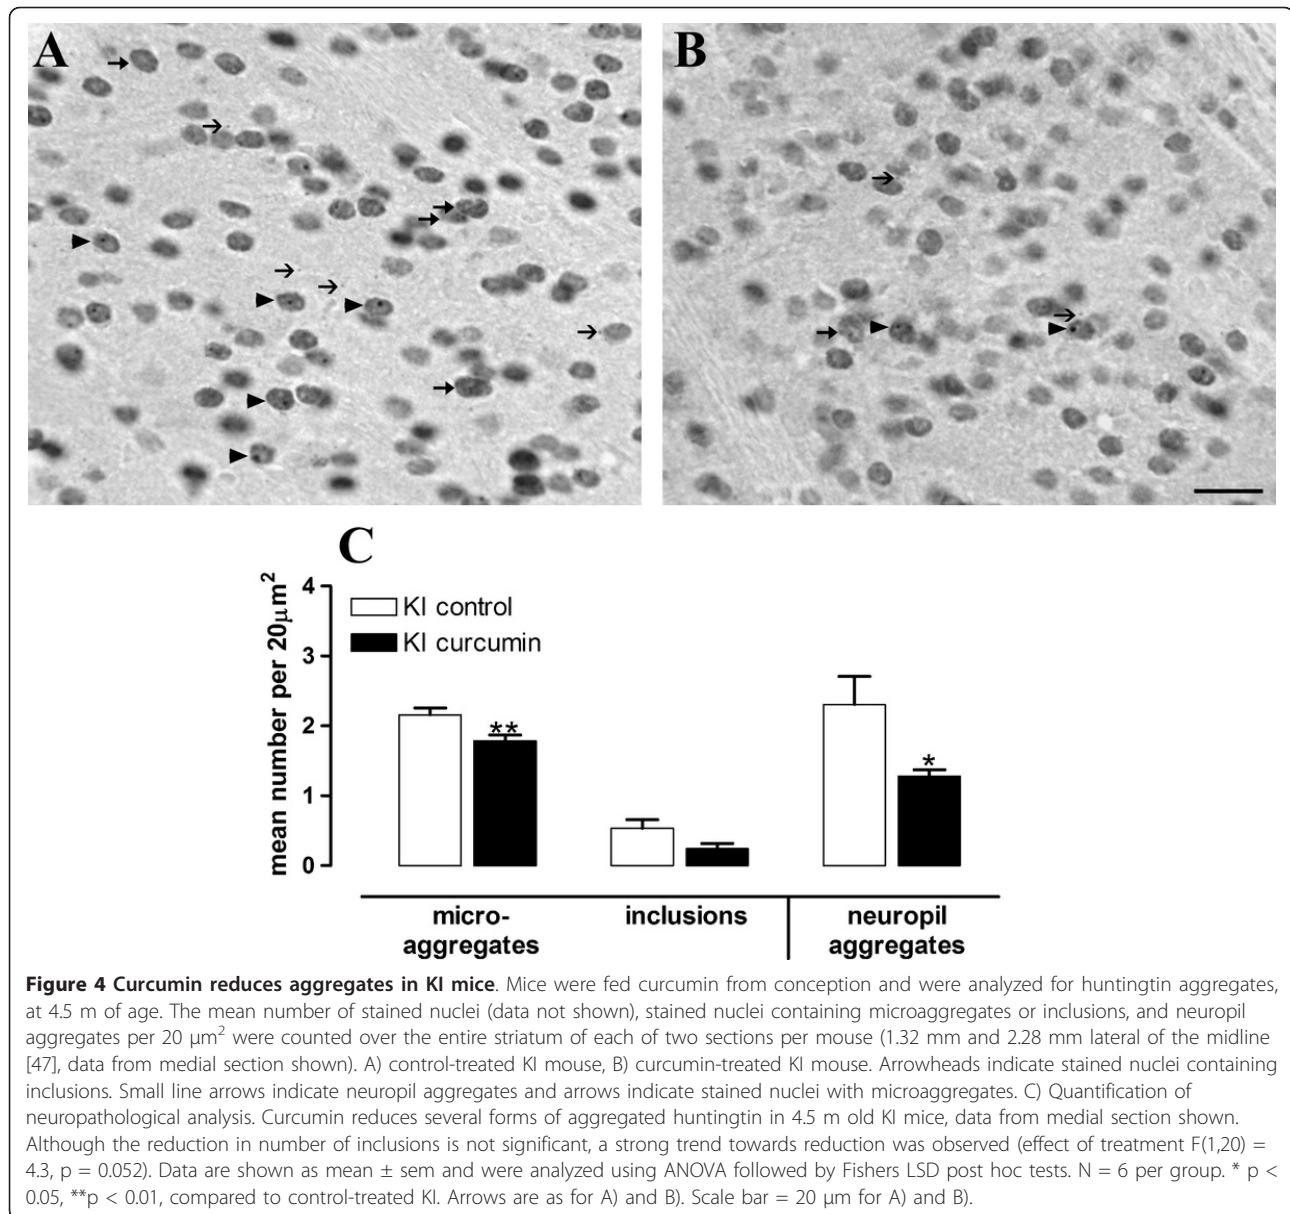 A
B
C
mean number per 20µm²
4
3
2
1
0
KI control
KI curcumin
**
*
micro-
aggregates
inclusions
neuropil
aggregates
Figure 4 Curcumin reduces aggregates in KI mice. Mice were fed curcumin from conception and were analyzed for huntingtin aggregates,
at 4.5 m of age. The mean number of stained nuclei (data not shown), stained nuclei containing microaggregates or inclusions, and neuropil
aggregates per 20 µm² were counted over the entire striatum of each of two sections per mouse (1.32 mm and 2.28 mm lateral of the midline
[47], data from medial section shown). A) control-treated KI mouse, B) curcumin-treated KI mouse. Arrowheads indicate stained nuclei containing
inclusions. Small line arrows indicate neuropil aggregates and arrows indicate stained nuclei with microaggregates. C) Quantification of
neuropathological analysis. Curcumin reduces several forms of aggregated huntingtin in 4.5 m old KI mice, data from medial section shown.
Although the reduction in number of inclusions is not significant, a strong trend towards reduction was observed (effect of treatment F(1,20) =
4.3, p = 0.052). Data are shown as mean ± sem and were analyzed using ANOVA followed by Fishers LSD post hoc tests. N = 6 per group. * p <
0.05, **p < 0.01, compared to control-treated KI. Arrows are as for A) and B). Scale bar = 20 µm for A) and B).